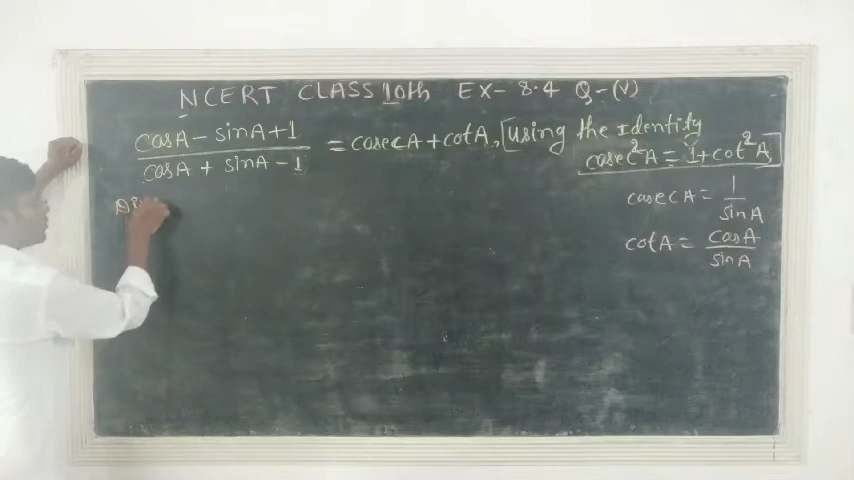 NCERT CLASS 10th EX- 8.4 Q-(V)
cosA - sinA + 1 / cosA + sinA - 1 = cosecA + cotA, [using the Identity
cosec²A = 1 + cot²A]
cosecA = 1 / sinA
cotA = cosA / sinA